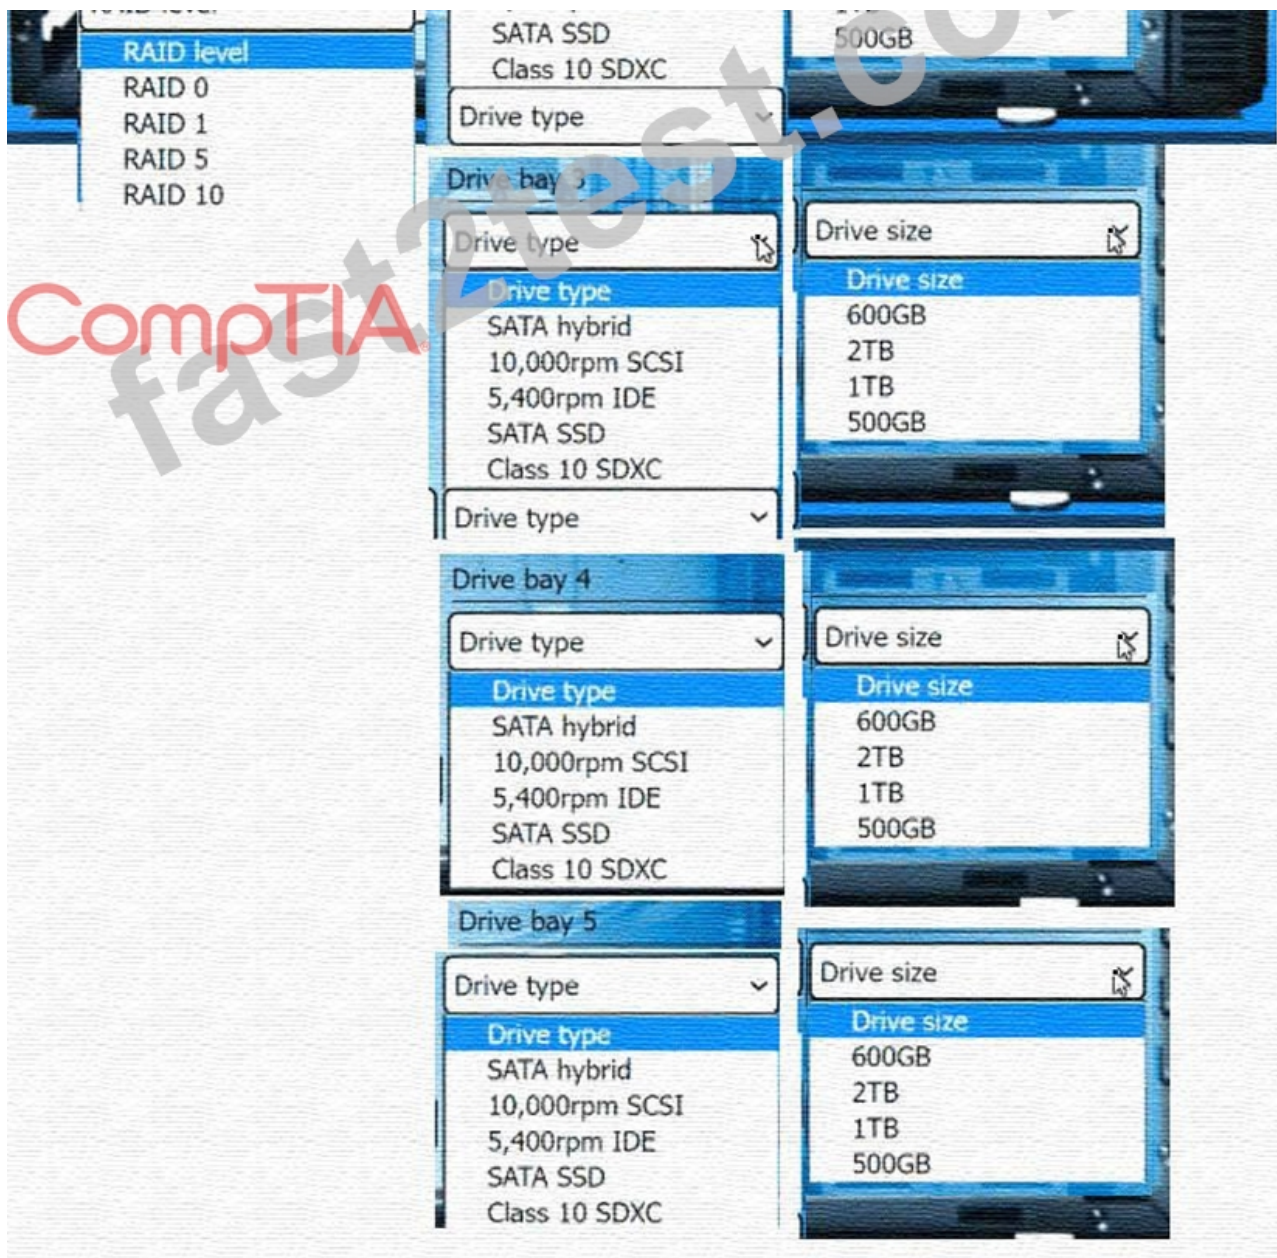 RAID level
RAID level
RAID 0
RAID 1
RAID 5
RAID 10
SATA SSD
Class 10 SDXC
Drive type
500GB
Drive bay 3
Drive type
Drive type
SATA hybrid
10,000rpm SCSI
5,400rpm IDE
SATA SSD
Class 10 SDXC
Drive type
Drive size
Drive size
600GB
2TB
1TB
500GB
CompTIA
fast2test.co
Drive bay 4
Drive type
Drive type
SATA hybrid
10,000rpm SCSI
5,400rpm IDE
SATA SSD
Class 10 SDXC
Drive size
Drive size
600GB
2TB
1TB
500GB
Drive bay 5
Drive type
Drive type
SATA hybrid
10,000rpm SCSI
5,400rpm IDE
SATA SSD
Class 10 SDXC
Drive size
Drive size
600GB
2TB
1TB
500GB